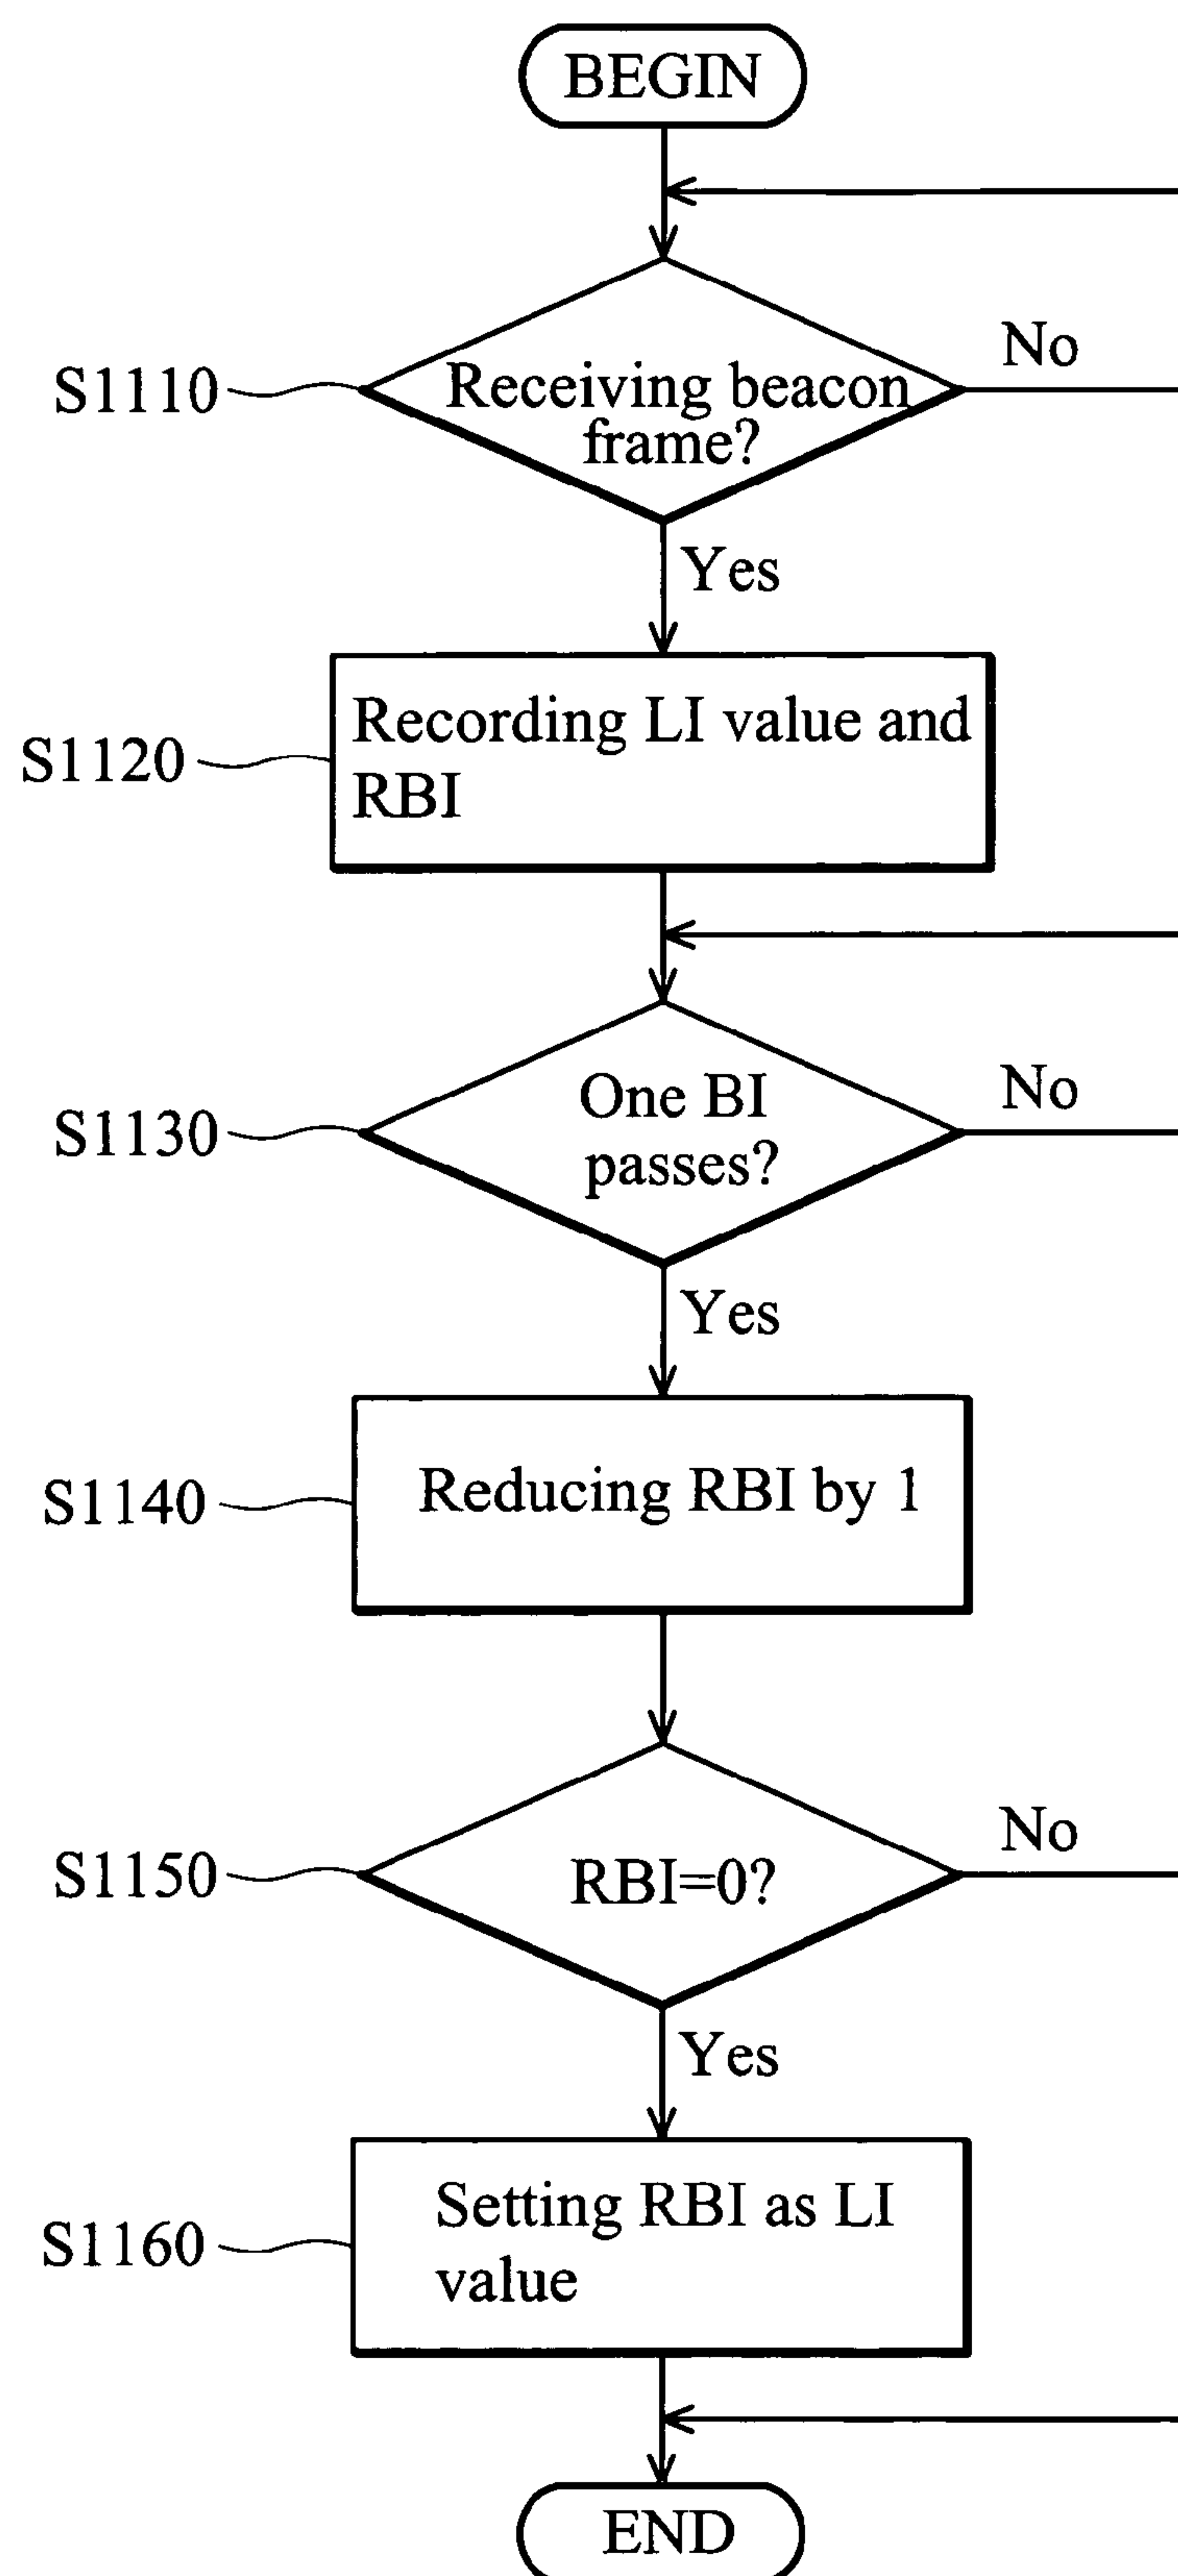 BEGIN
No
S1110
Receiving beacon
frame?
Yes
Recording LI value and
S1120
RBI
One BI
No
S1130
passes?
Yes
Reducing RBI by 1
S1140
No
S1150
RBI=0?
Yes
Setting RBI as LI
S1160
value
END